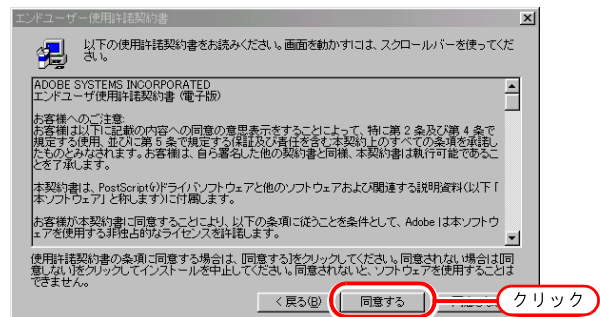 エンドユーザー使用許諾契約書
以下の使用許諾契約書をお読みください。画面を動かすには、スクロールバーを使ってくだ
さい。
ADOBE SYSTEMS INCORPORATED
エンドユーザ使用許諾契約書 (電子版)
お客様へのご注意:
お客様は以下に記載の内容への同意の意思表示をすることによって、特に第 2 条及び第 4 条で
規定する使用、並びに第 5 条で規定する保証及び責任を含む本契約上のすべての条項を承諾し
たものとみなされます。お客様は、自ら署名した他の契約書と同様、本契約書は執行可能であるこ
とを了承します。
本契約書は、PostScript(r)ドライバソフトウェアと他のソフトウェアおよび関連する説明資料(以下「
本ソフトウェア」と称します)に付属します。
お客様が本契約書に同意することにより、以下の条項に従うことを条件として、Adobe は本ソフトウ
ェアを使用する非独占的なライセンスを許諾します。
使用許諾契約書の条項に同意する場合は、[同意する]をクリックしてください。同意されない場合は[同
意しない]をクリックしてインストールを中止してください。同意されないと、ソフトウェアを使用することは
できません。
< 戻る(B) 同意する クリック